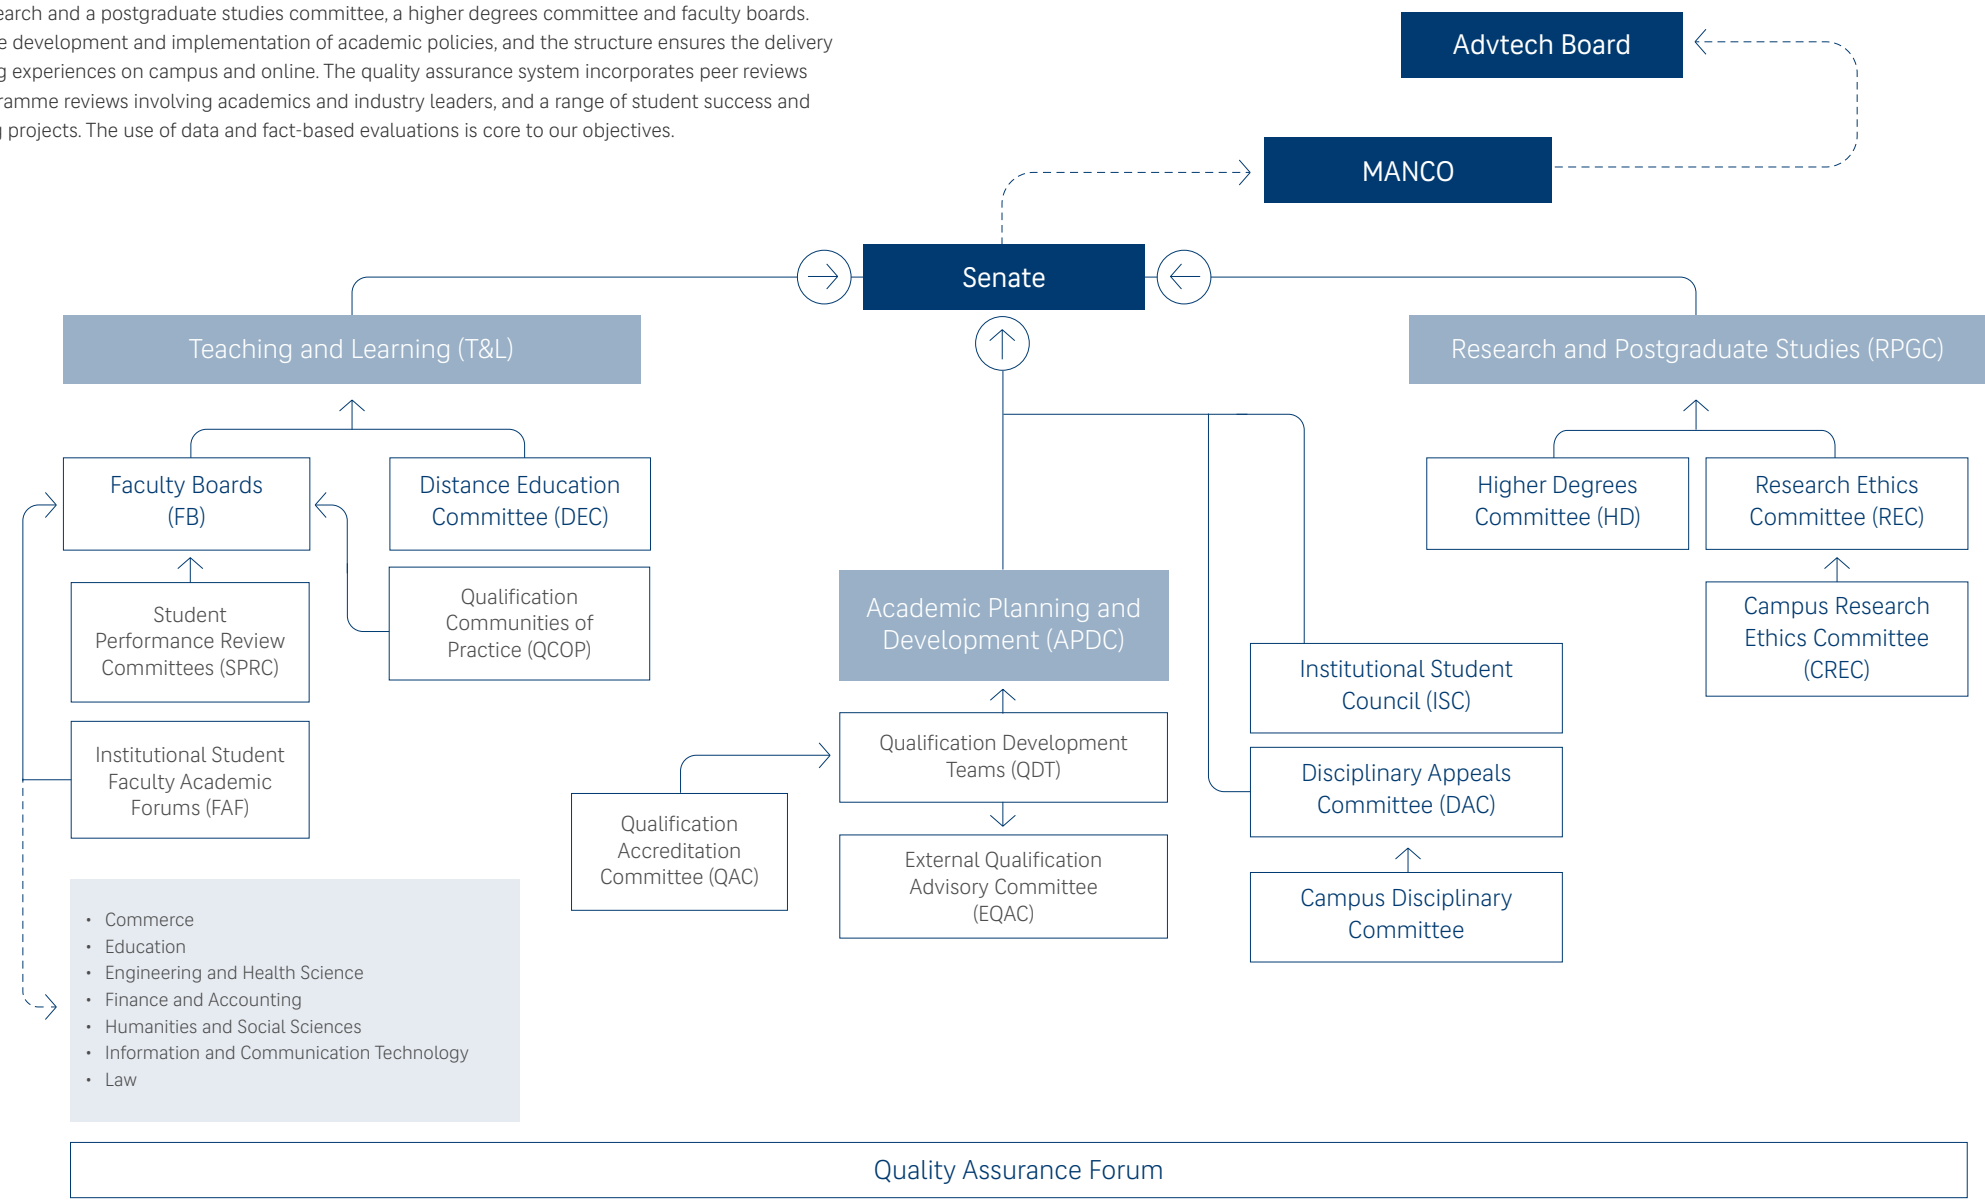 earch and a postgraduate studies committee, a higher degrees committee and faculty boards.
e development and implementation of academic policies, and the structure ensures the delivery
g experiences on campus and online. The quality assurance system incorporates peer reviews
ramme reviews involving academics and industry leaders, and a range of student success and
g projects. The use of data and fact-based evaluations is core to our objectives.
Advtech Board
MANCO
Senate
Teaching and Learning (T&L)
Research and Postgraduate Studies (RPGC)
Faculty Boards
(FB)
Distance Education
Committee (DEC)
Higher Degrees
Committee (HD)
Research Ethics
Committee (REC)
Student
Performance Review
Committees (SPRC)
Qualification
Communities of
Practice (QCOP)
Academic Planning and
Development (APDC)
Campus Research
Ethics Committee
(CREC)
Institutional Student
Council (ISC)
Institutional Student
Faculty Academic
Forums (FAF)
Qualification Development
Teams (QDT)
Disciplinary Appeals
Committee (DAC)
Qualification
Accreditation
Committee (QAC)
External Qualification
Advisory Committee
(EQAC)
Campus Disciplinary
Committee
• Commerce
• Education
• Engineering and Health Science
• Finance and Accounting
• Humanities and Social Sciences
• Information and Communication Technology
• Law
Quality Assurance Forum